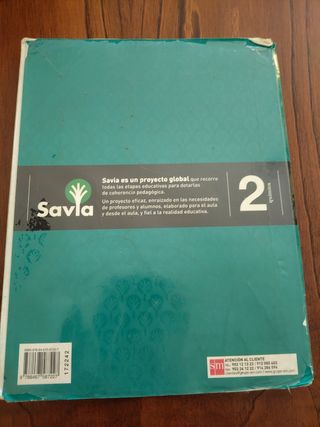 Savia es un proyecto global que recorre
todas las etapas educativas para dotarlas
de coherencia pedagógica.
Un proyecto eficaz, enraizado en las necesidades
de profesores y alumnos, elaborado para el aula
y desde el aula, y fiel a la realidad educativa.
Savia
2
172242
sm
ATENCIÓN AL CLIENTE